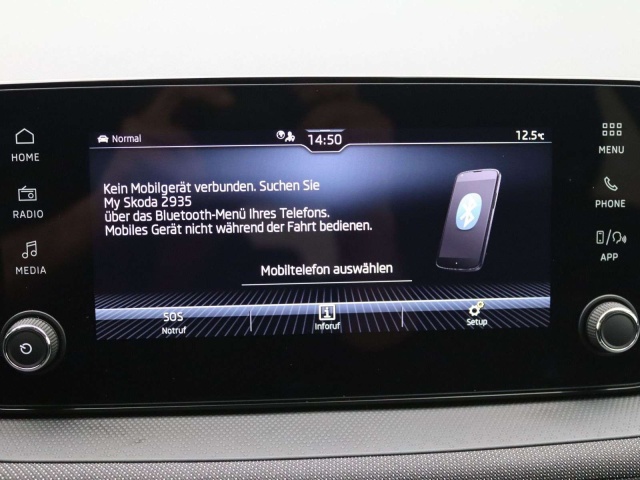 Normal
14:50
12.5°C
HOME
RADIO
MEDIA
Kein Mobilgerät verbunden. Suchen Sie
My Skoda 2935
über das Bluetooth-Menü Ihres Telefons.
Mobiles Gerät nicht während der Fahrt bedienen.
Mobiltelefon auswählen
SOS
Notruf
Inforuf
Setup
MENU
PHONE
APP